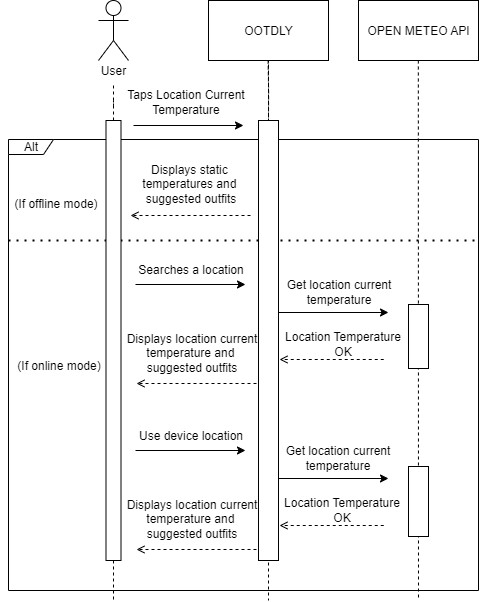 OOTDLY
OPEN METEO API
User
Taps Location Current
Temperature
Alt
Displays static
temperatures and
suggested outfits
(If offline mode)
Searches a location
Get location current
temperature
Location Temperature
OK
Displays location current
temperature and
suggested outfits
(If online mode)
Use device location
Get location current
temperature
Location Temperature
OK
Displays location current
temperature and
suggested outfits